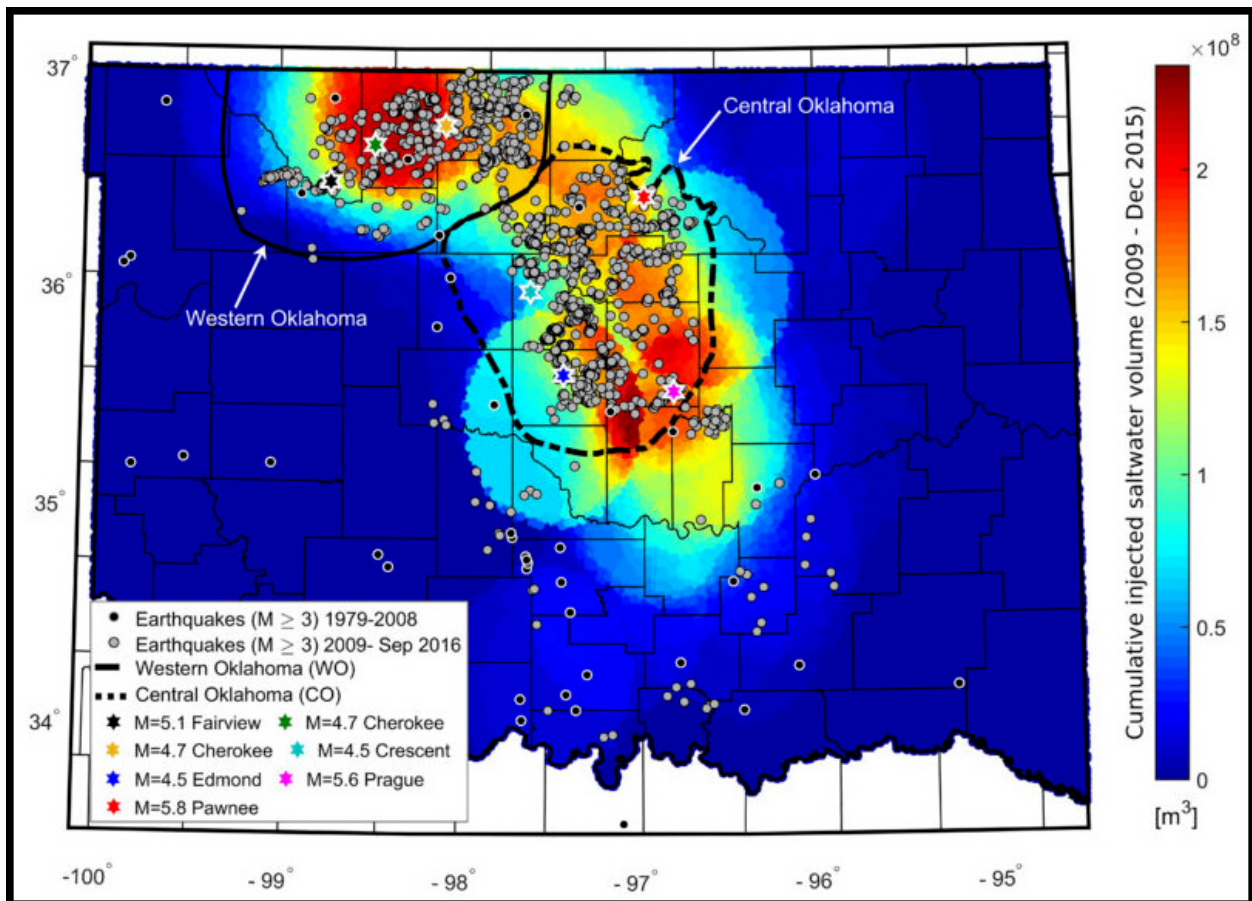 ×10⁸
37°
36°
35°
34°
Central Oklahoma
Western Oklahoma
Earthquakes (M ≥ 3) 1979-2008
Earthquakes (M ≥ 3) 2009- Sep 2016
Western Oklahoma (WO)
Central Oklahoma (CO)
M=5.1 Fairview M=4.7 Cherokee
M=4.7 Cherokee M=4.5 Crescent
M=4.5 Edmond M=5.6 Prague
M=5.8 Pawnee
-100° - 99° - 98° - 97° - 96° - 95°
2
1.5
1
0.5
0
[m³]
Cumulative injected saltwater volume (2009 - Dec 2015)